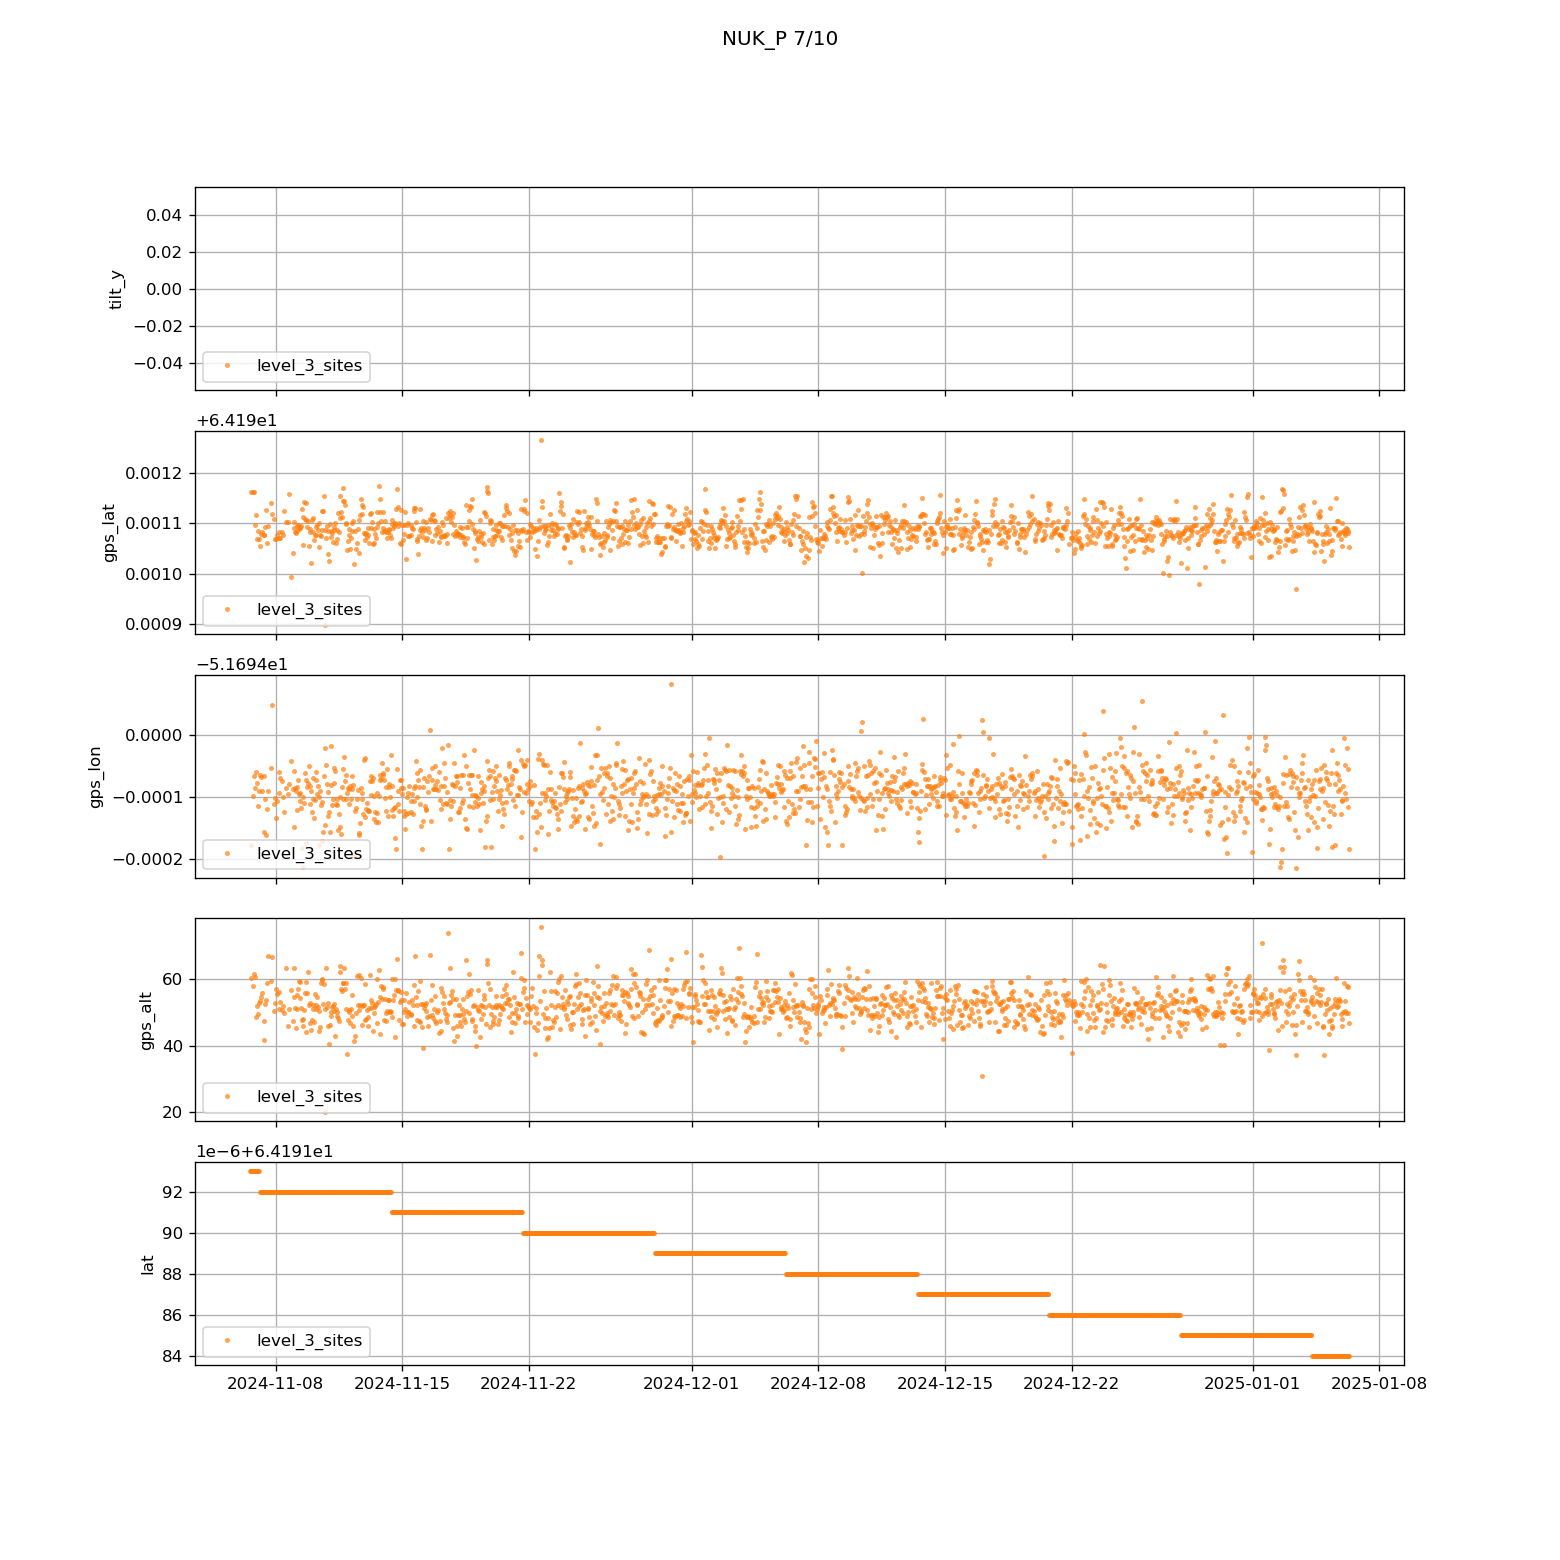 NUK_P 7/10
0.04
0.02
0.00
−0.02
−0.04
tilt_y
level_3_sites
+6.419e1
0.0012
0.0011
0.0010
0.0009
gps_lat
level_3_sites
−5.1694e1
0.0000
−0.0001
−0.0002
gps_lon
level_3_sites
60
40
20
gps_alt
level_3_sites
1e−6+6.4191e1
92
90
88
86
84
lat
level_3_sites
2024-11-08 2024-11-15 2024-11-22 2024-12-01 2024-12-08 2024-12-15 2024-12-22 2025-01-01 2025-01-08